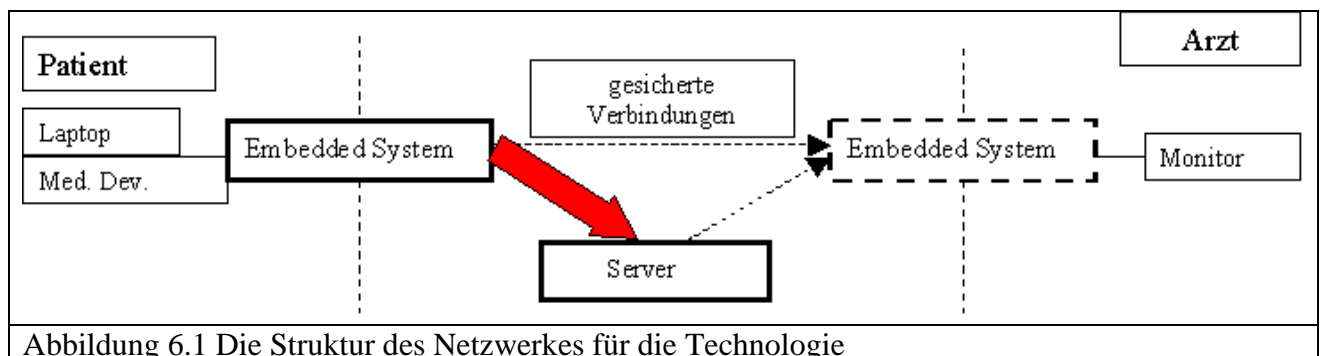 Arzt
Patient
gesicherte
Verbindungen
Laptop
Embedded System
Embedded System
Monitor
Med. Dev.
Server
Abbildung 6.1 Die Struktur des Netzwerkes für die Technologie